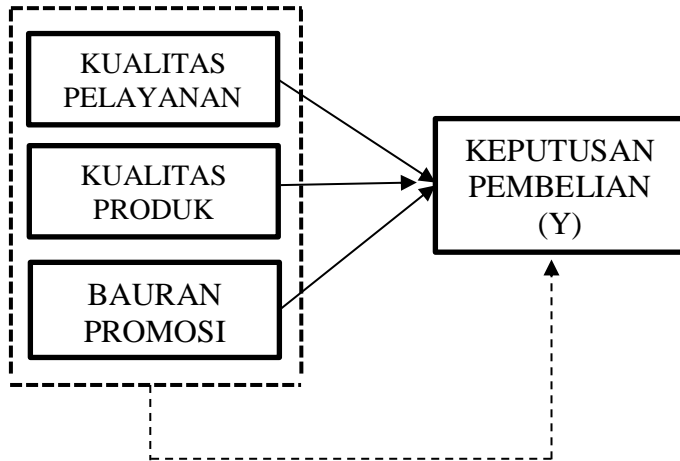 KUALITAS
PELAYANAN
KUALITAS
PRODUK
BAURAN
PROMOSI
KEPUTUSAN
PEMBELIAN
(Y)